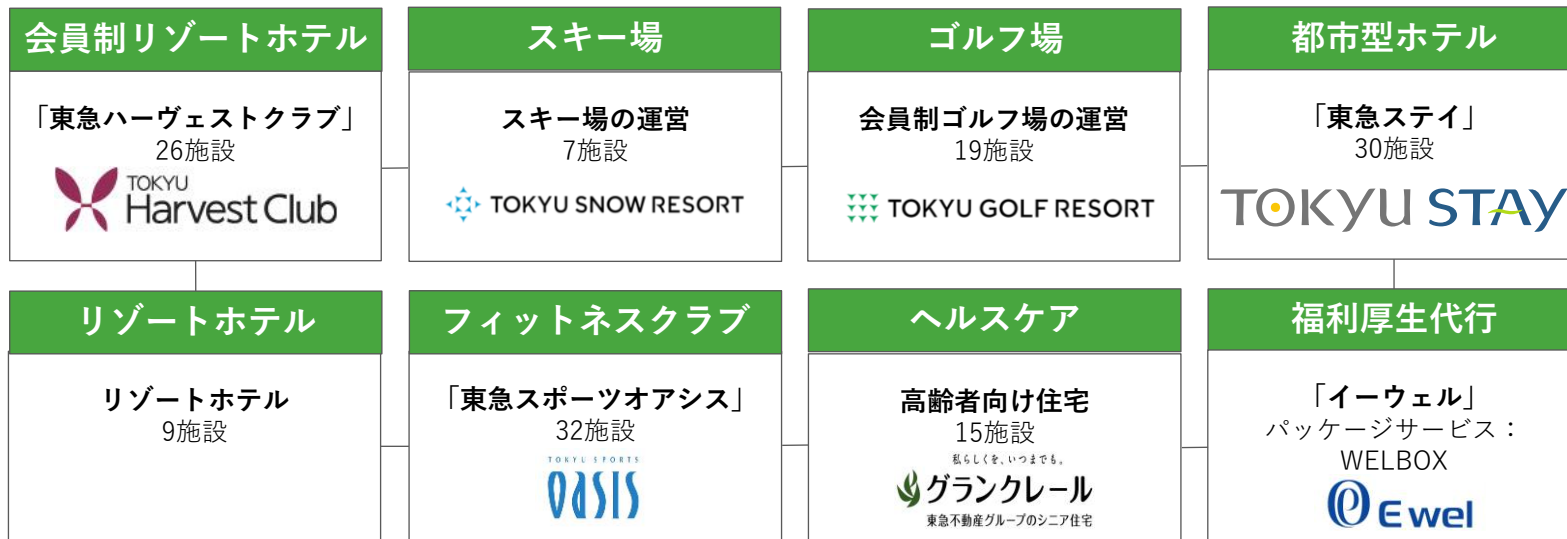 会員制リゾートホテル
「東急ハーヴェストクラブ」
26施設
TOKYU
Harvest Club
スキー場
スキー場の運営
7施設
TOKYU SNOW RESORT
ゴルフ場
会員制ゴルフ場の運営
19施設
TOKYU GOLF RESORT
都市型ホテル
「東急ステイ」
30施設
TOKYU STAY
リゾートホテル
リゾートホテル
9施設
フィットネスクラブ
「東急スポーツオアシス」
32施設
TOKYU SPORTS
OASIS
ヘルスケア
高齢者向け住宅
15施設
私らしくを、いつまでも。
グランクレール
東急不動産グループのシニア住宅
福利厚生代行
「イーウェル」
パッケージサービス：
WELBOX
Ewel